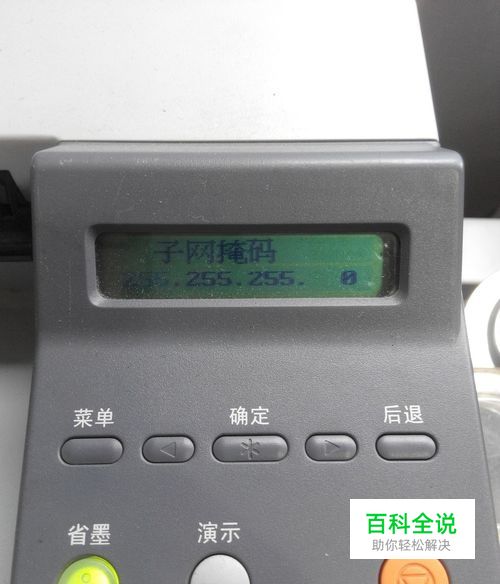 子网掩码
255.255.255. 0
菜单 确定 后退
省墨 演示
百科全说
助你轻松解决